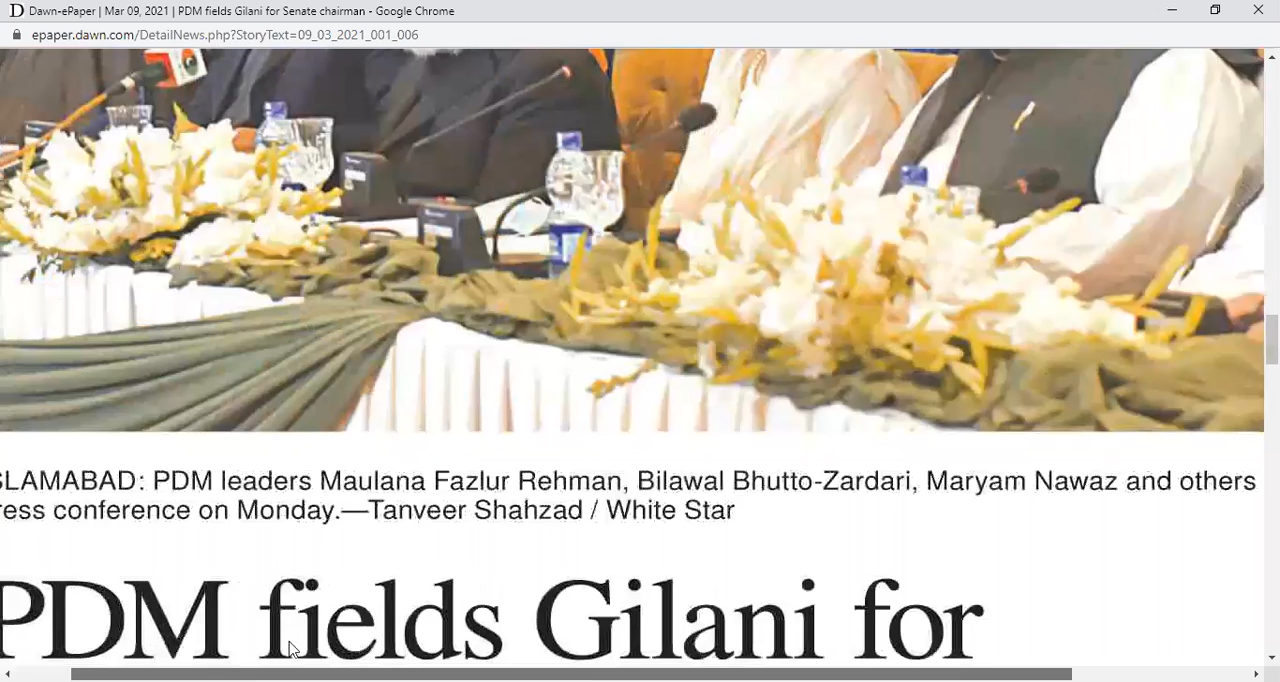 Dawn-ePaper | Mar 09, 2021 | PDM fields Gilani for Senate chairman - Google Chrome
epaper.dawn.com/DetailNews.php?StoryText=09_03_2021_001_006
SLAMABAD: PDM leaders Maulana Fazlur Rehman, Bilawal Bhutto-Zardari, Maryam Nawaz and others
ress conference on Monday.—Tanveer Shahzad / White Star
PDM fields Gilani for